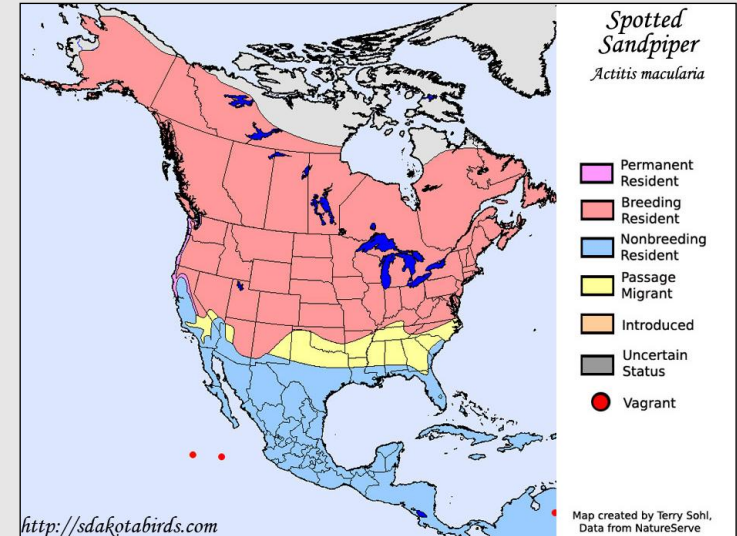 Spotted
Sandpiper
Actitis macularia
Permanent
Resident
Breeding
Resident
Nonbreeding
Resident
Passage
Migrant
Introduced
Uncertain
Status
Vagrant
http://sdakotabirds.com
Map created by Terry Sohl,
Data from NatureServe